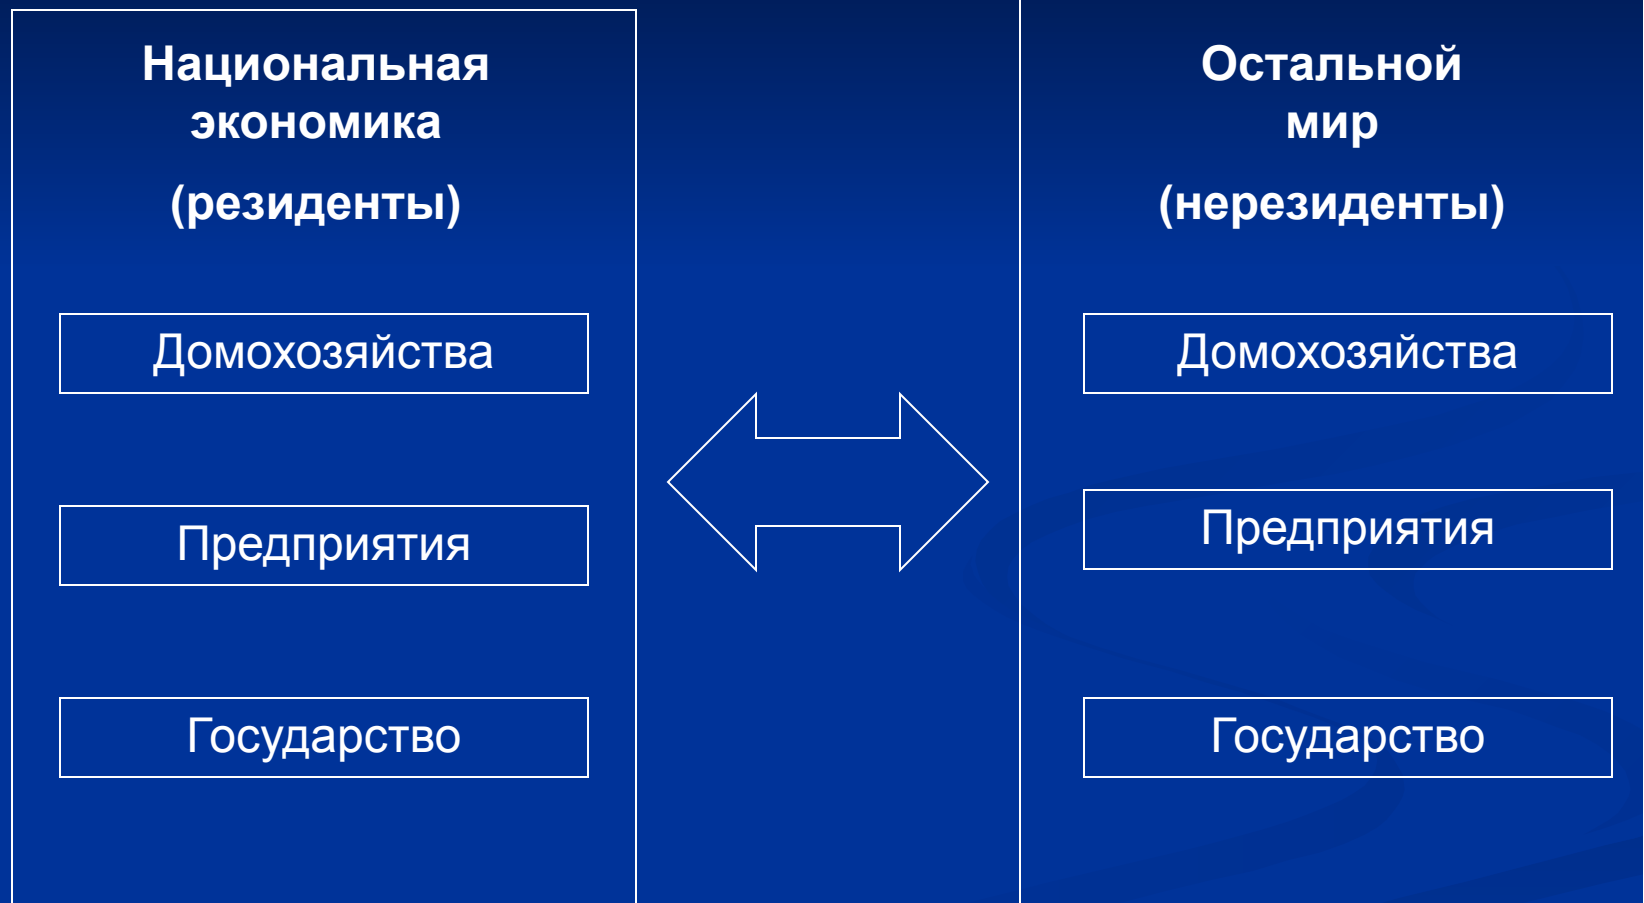 Национальная
экономика
(резиденты)
Домохозяйства
Предприятия
Государство
Остальной
мир
(нерезиденты)
Домохозяйства
Предприятия
Государство